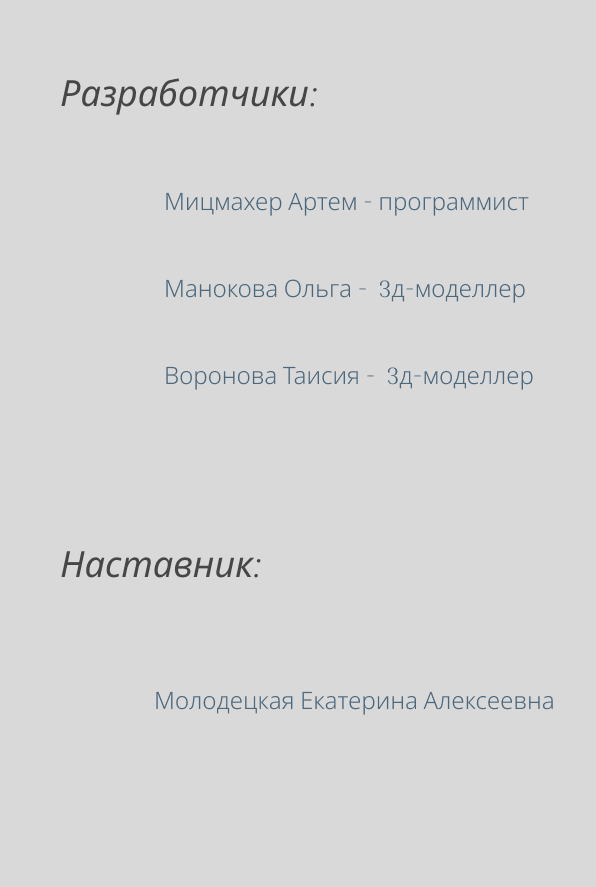 Разработчики:
Мицмахер Артем - программист
Манокова Ольга - 3д-моделлер
Воронова Таисия - 3д-моделлер
Наставник:
Молодецкая Екатерина Алексеевна